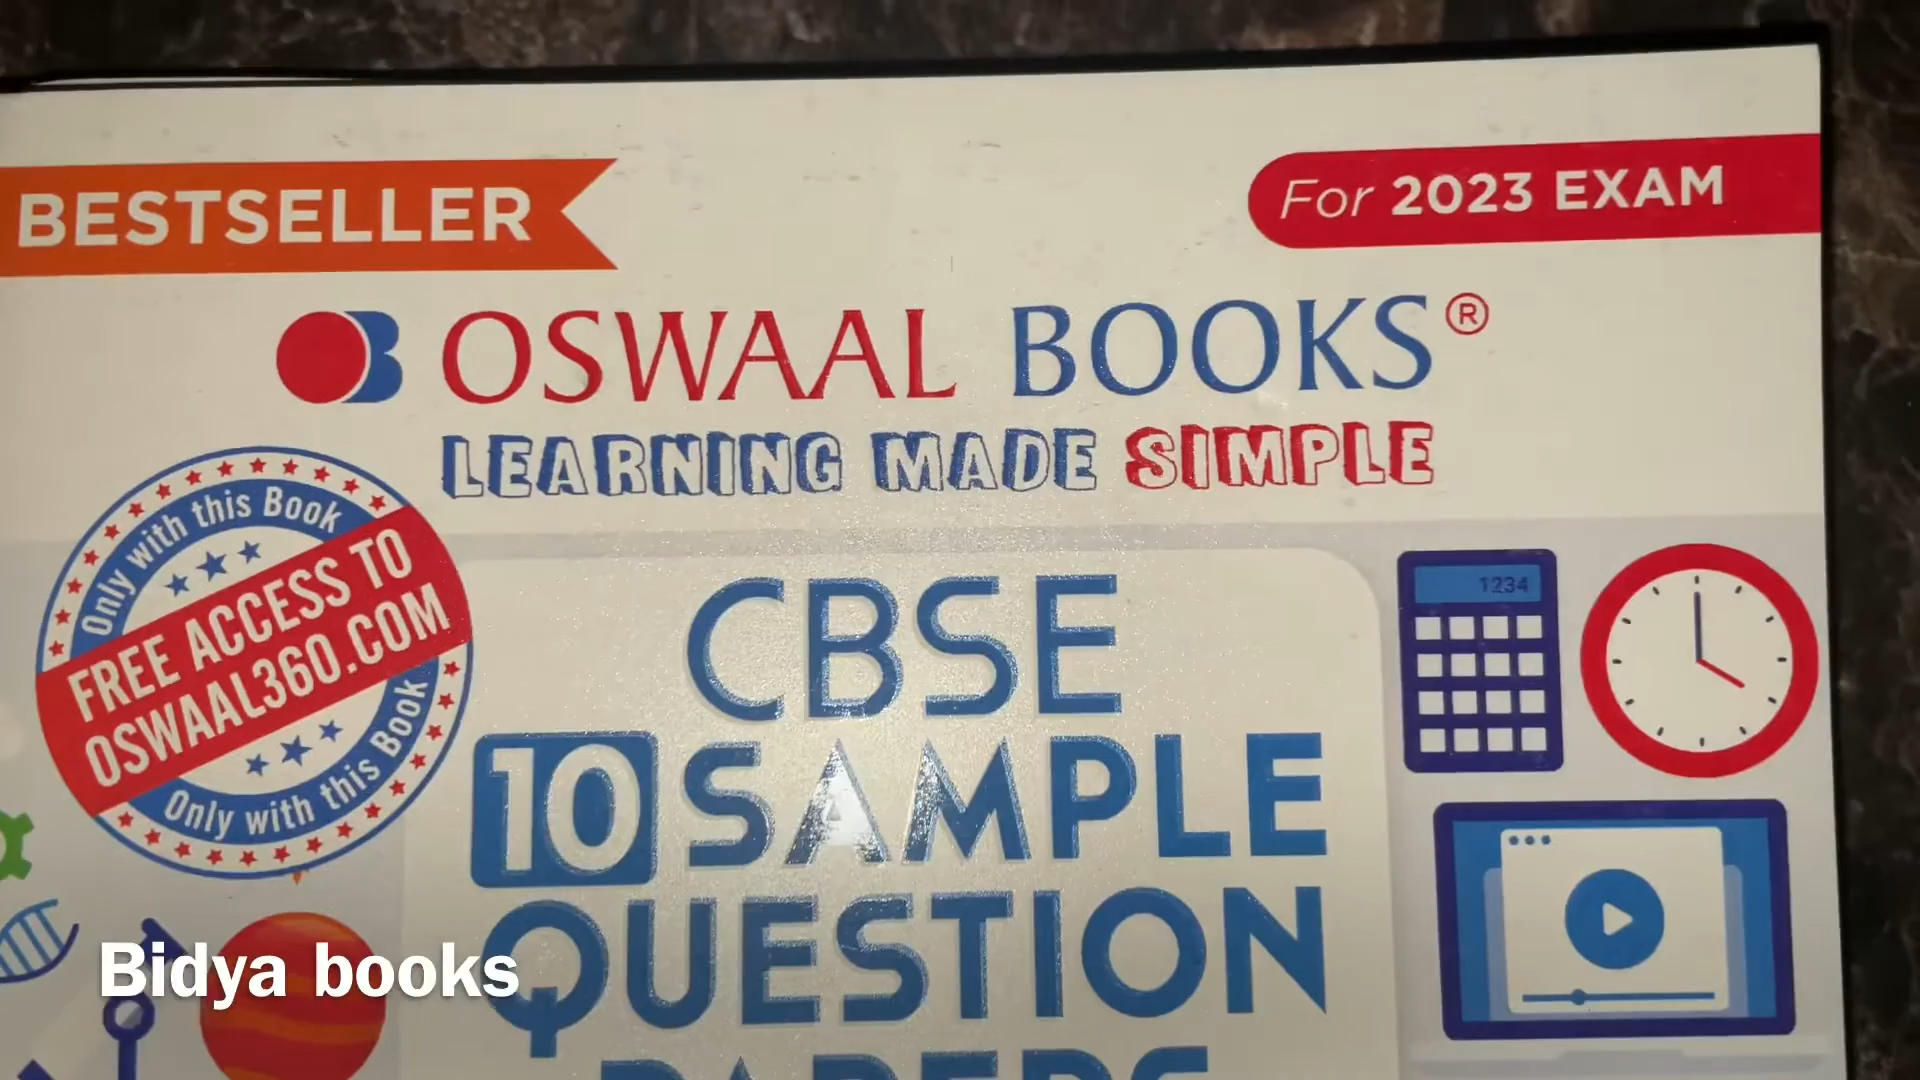 BESTSELLER
For 2023 EXAM
B OSWAAL BOOKS®
LEARNING MADE SIMPLE
Only with this Book
FREE ACCESS TO
OSWAAL360.COM
Only with this Book
CBSE
10 SAMPLE
QUESTION
PAPERS
1234
Bidya books